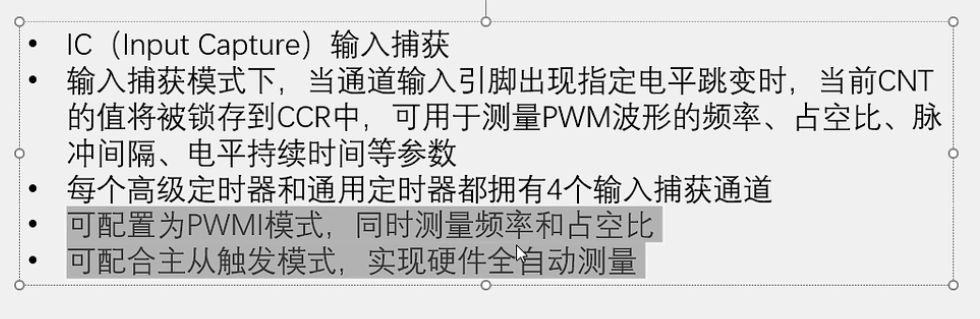 • IC（Input Capture）输入捕获
• 输入捕获模式下，当通道输入引脚出现指定电平跳变时，当前CNT
的值将被锁存到CCR中，可用于测量PWM波形的频率、占空比、脉
冲间隔、电平持续时间等参数
• 每个高级定时器和通用定时器都拥有4个输入捕获通道
• 可配置为PWMI模式，同时测量频率和占空比
• 可配合主从触发模式，实现硬件全自动测量